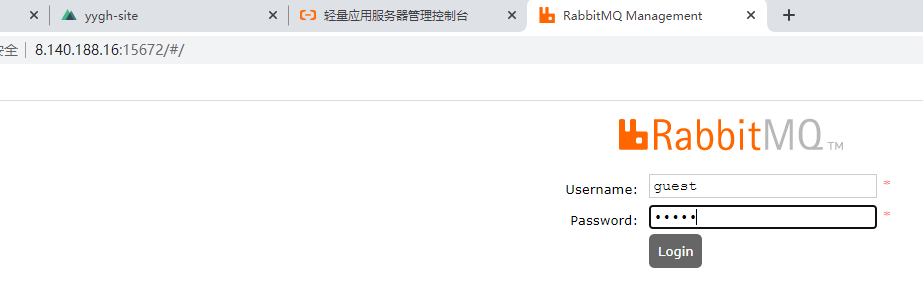 yygh-site
轻量应用服务器管理控制台
RabbitMQ Management
安全 8.140.188.16:15672/#/
RabbitMQ TM
Username: guest *
Password: ••••• *
Login